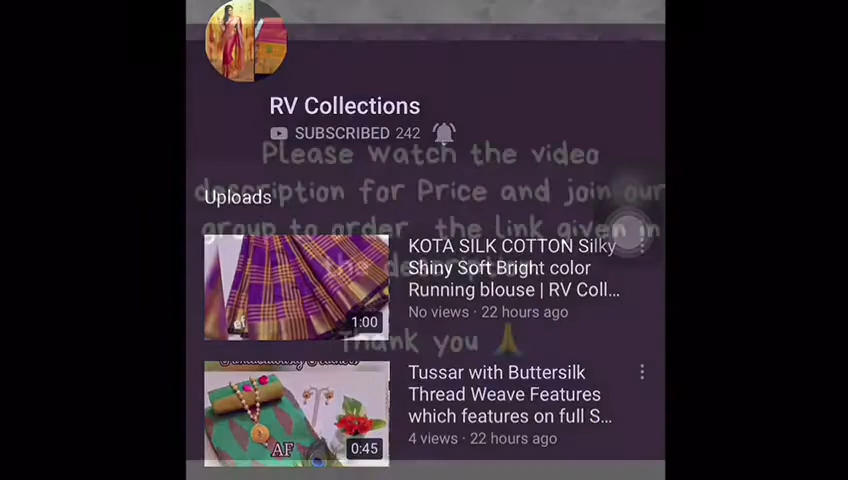 RV Collections
SUBSCRIBED 242
Please watch the video
description for Price and join our
Uploads
group to order the link given in
the description
Thank you 🙏
KOTA SILK COTTON Silky
Shiny Soft Bright color
Running blouse | RV Coll...
No views · 22 hours ago
1:00
Tussar with Buttersilk
Thread Weave Features
which features on full S...
4 views · 22 hours ago
AF
0:45